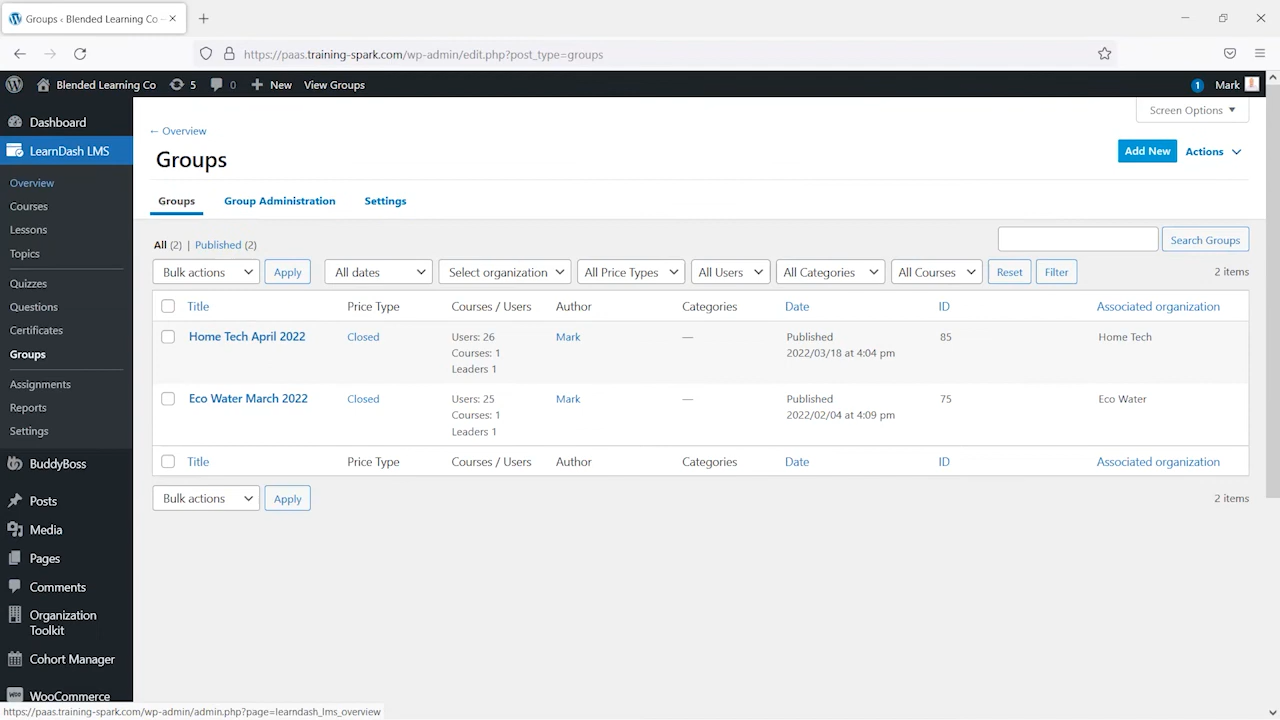 Groups ‹ Blended Learning Co —
https://paas.training-spark.com/wp-admin/edit.php?post_type=groups
Blended Learning Co 5 0 New View Groups 1 Mark
Dashboard
LearnDash LMS
Overview
Courses
Lessons
Topics
Quizzes
Questions
Certificates
Groups
Assignments
Reports
Settings
BuddyBoss
Posts
Media
Pages
Comments
Organization
Toolkit
Cohort Manager
WooCommerce
Screen Options
← Overview
Groups
Add New Actions
Groups Group Administration Settings
All (2) | Published (2)
Search Groups
Bulk actions Apply All dates Select organization All Price Types All Users All Categories All Courses Reset Filter 2 items
Title Price Type Courses / Users Author Categories Date ID Associated organization
Home Tech April 2022 Closed Users: 26 Mark — Published 85 Home Tech
Courses: 1 2022/03/18 at 4:04 pm
Leaders 1
Eco Water March 2022 Closed Users: 25 Mark — Published 75 Eco Water
Courses: 1 2022/02/04 at 4:09 pm
Leaders 1
Title Price Type Courses / Users Author Categories Date ID Associated organization
Bulk actions Apply 2 items
https://paas.training-spark.com/wp-admin/admin.php?page=learndash_lms_overview